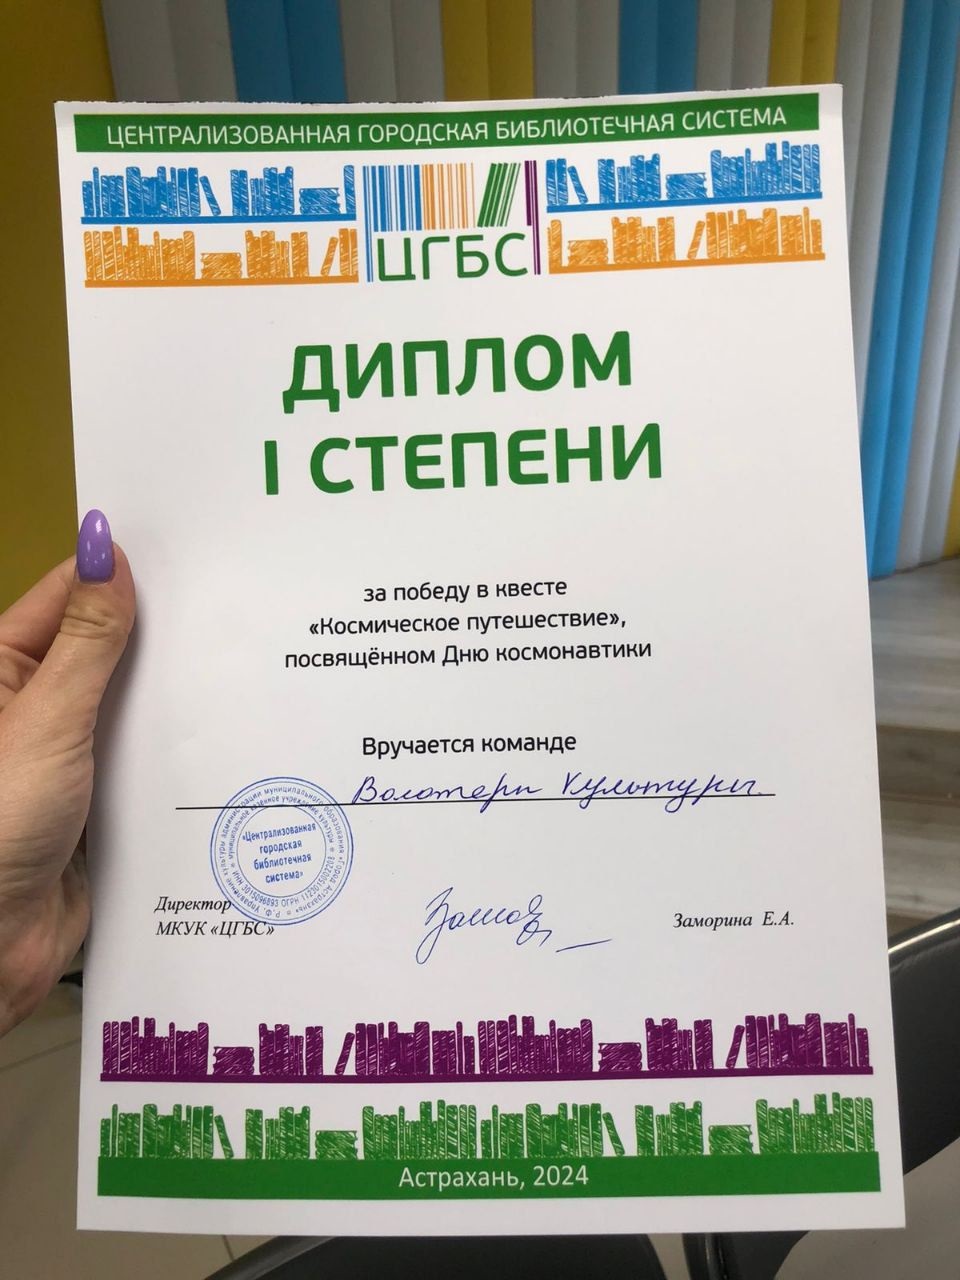 ЦЕНТРАЛИЗОВАННАЯ ГОРОДСКАЯ БИБЛИОТЕЧНАЯ СИСТЕМА
ЦГБС
ДИПЛОМ
I СТЕПЕНИ
за победу в квесте
«Космическое путешествие»,
посвящённом Дню космонавтики
Вручается команде
Волотери Культуры.
«Централизованная
городская
библиотечная
система»
Директор
МКУК «ЦГБС»
Заморина Е.А.
Астрахань, 2024